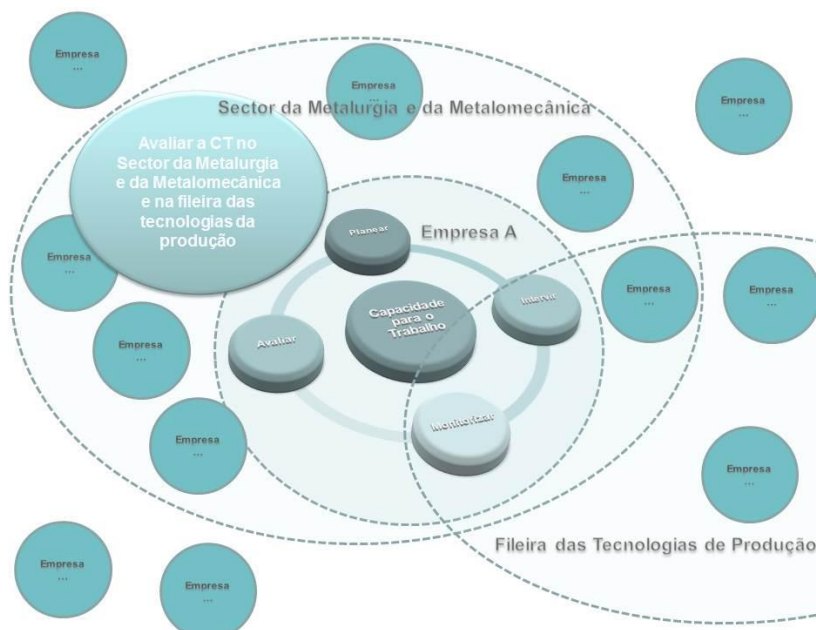 Empresa
...
Empresa
...
Empresa
...
Sector da Metalurgia e da Metalomecânica
Avaliar a CT no
Sector da Metalurgia
e da Metalomecânica
e na fileira das
tecnologias da
produção
Empresa
...
Planear
Empresa A
Empresa
...
Empresa
...
Empresa
...
Intervir
Capacidade
para o
Trabalho
Avaliar
Empresa
...
Monitorizar
Empresa
...
Empresa
...
Fileira das Tecnologias de Produção
Empresa
...
Empresa
...